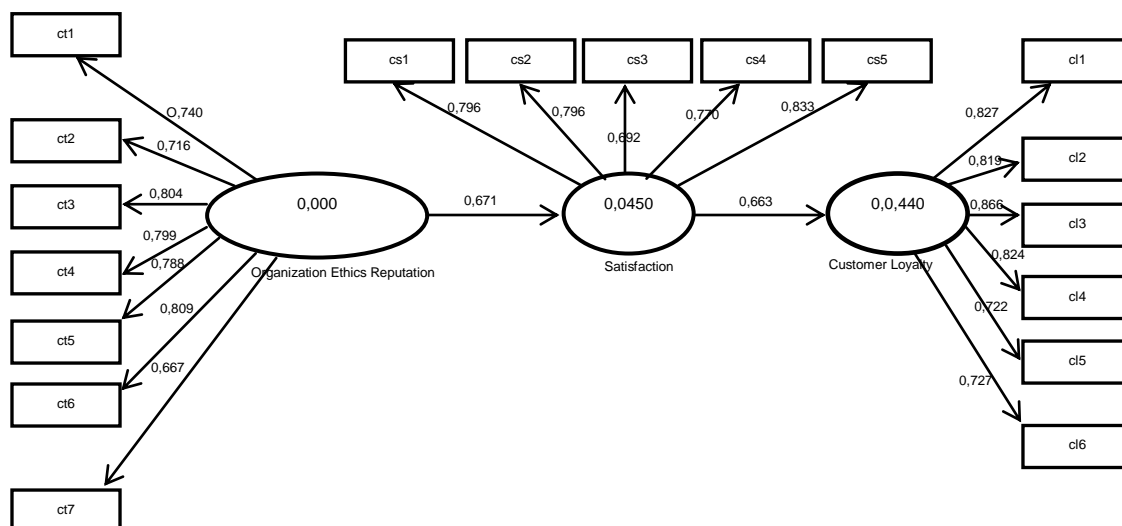 ct1
cs1
cs2
cs3
cs4
cs5
cl1
O,740
0,796
0,796
0,692
0,770
0,833
0,827
ct2
0,716
0,819
cl2
ct3
0,804
0,000
0,671
0,0450
0,663
0,0,440
0,866
cl3
ct4
0,799
0,788
Organization Ethics Reputation
Satisfaction
Customer Loyalty
0,824
cl4
ct5
0,809
0,722
cl5
ct6
0,667
0,727
cl6
ct7